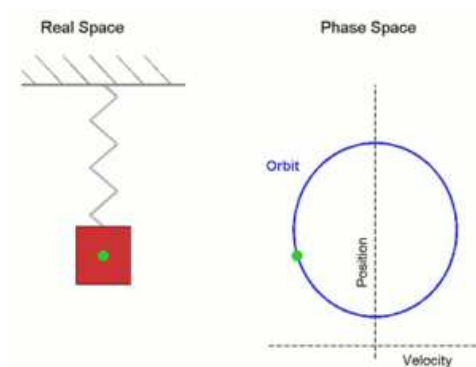 Real Space
Phase Space
Orbit
Position
Velocity